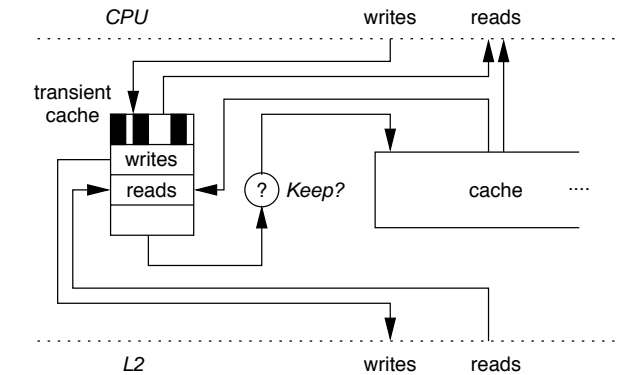 CPU writes reads
transient
cache
writes
reads ? Keep? cache ....
L2 writes reads